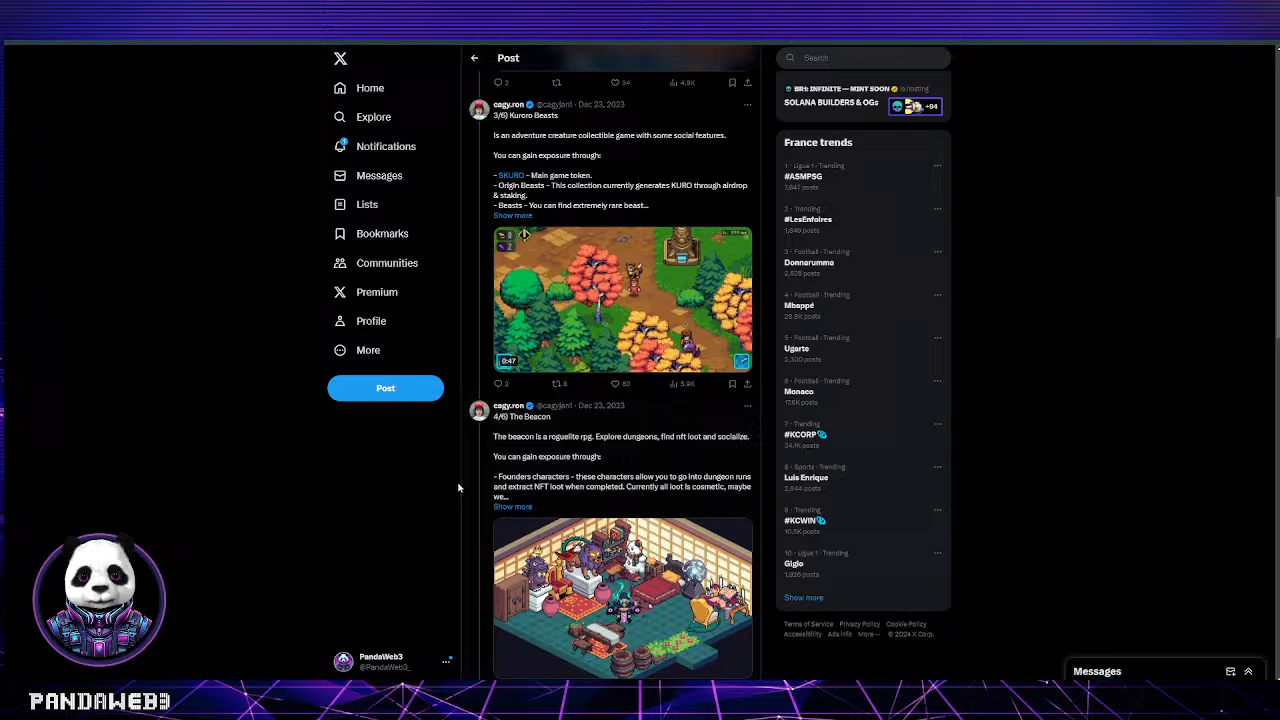 Home
Explore
Notifications
Messages
Lists
Bookmarks
Communities
Premium
Profile
More
Post
PandaWeb3
@PandaWeb3_
PANDAWEB3
Post
2
54
4.9K
cagy.ron @cagyjan1 · Dec 23, 2023
3/6) Kuroro Beasts
Is an adventure creature collectible game with some social features.
You can gain exposure through:
- $KURO - Main game token.
- Origin Beasts - This collection currently generates KURO through airdrop
& staking.
- Beasts - You can find extremely rare beast...
Show more
0:47
3
8
60
5.9K
cagy.ron @cagyjan1 · Dec 23, 2023
4/6) The Beacon
The beacon is a roguelite rpg. Explore dungeons, find nft loot and socialize.
You can gain exposure through:
- Founders characters - these characters allow you to go into dungeon runs
and extract NFT loot when completed. Currently all loot is cosmetic, maybe
we...
Show more
Search
BR1: INFINITE — MINT SOON is hosting
SOLANA BUILDERS & OGs
+94
France trends
1 · Ligue 1 · Trending
#ASMPSG
7,847 posts
2 · Trending
#LesEnfoires
1,849 posts
3 · Football · Trending
Donnarumma
2,928 posts
4 · Football · Trending
Mbappé
5 · Football · Trending
Ugarte
2,300 posts
6 · Football · Trending
Monaco
17.6K posts
7 · Trending
#KCORP
34.1K posts
8 · Sports · Trending
Luis Enrique
2,644 posts
9 · Trending
#KCWIN
10.5K posts
10 · Ligue 1 · Trending
Gigio
1,926 posts
Show more
Terms of Service Privacy Policy Cookie Policy
Accessibility Ads info More ··· © 2024 X Corp.
Messages